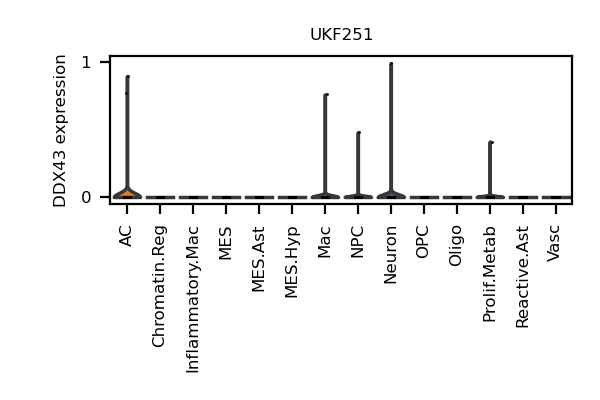 UKF251
DDX43 expression
1
0
AC
Chromatin.Reg
Inflammatory.Mac
MES
MES.Ast
MES.Hyp
Mac
NPC
Neuron
OPC
Oligo
Prolif.Metab
Reactive.Ast
Vasc